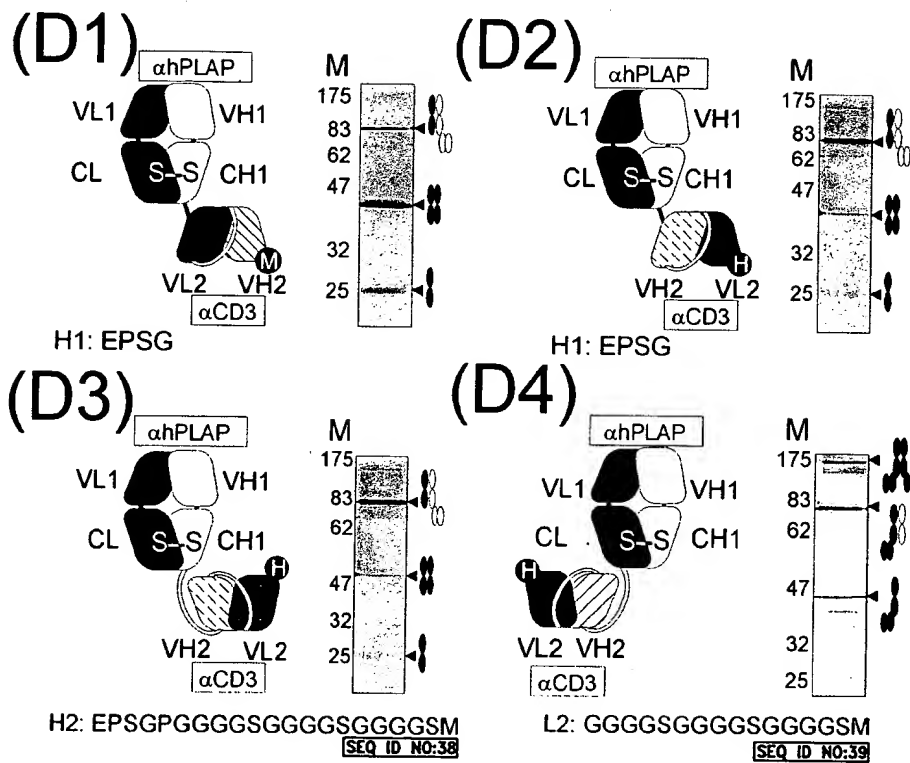 (D1)
αhPLAP
VL1
VH1
CL
S-S
CH1
VL2
VH2
M
αCD3
H1: EPSG
M
175
83
62
47
32
25
(D2)
αhPLAP
VL1
VH1
CL
S-S
CH1
VH2
VL2
H
αCD3
H1: EPSG
M
175
83
62
47
32
25
(D3)
αhPLAP
VL1
VH1
CL
S-S
CH1
H
VH2
VL2
αCD3
M
175
83
62
47
32
25
H2: EPSGPGGGGSGGGGSGGGGSM
SEQ ID NO:38
(D4)
αhPLAP
VL1
VH1
CL
S-S
CH1
H
VL2
VH2
αCD3
M
175
83
62
47
32
25
L2: GGGGSGGGGSGGGGSM
SEQ ID NO:39